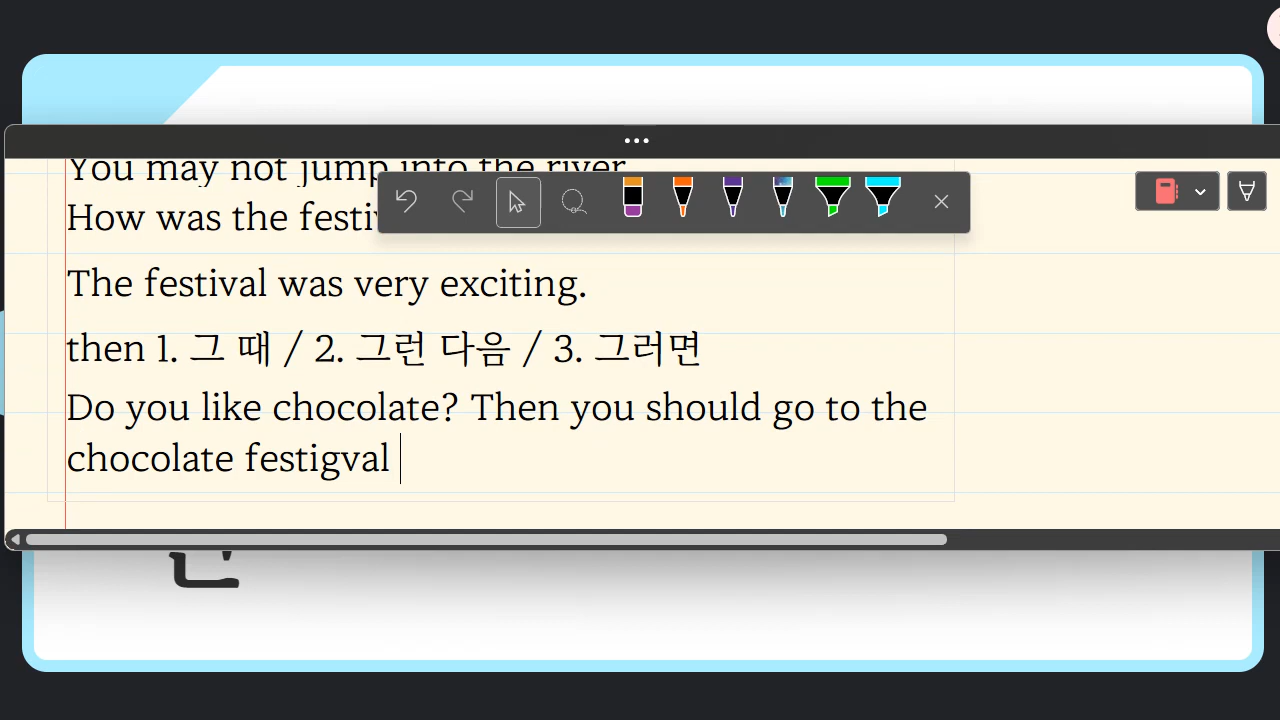 You may not jump into the river
How was the festiv
The festival was very exciting.
then 1. 그 때 / 2. 그런 다음 / 3. 그러면
Do you like chocolate? Then you should go to the
chocolate festigval